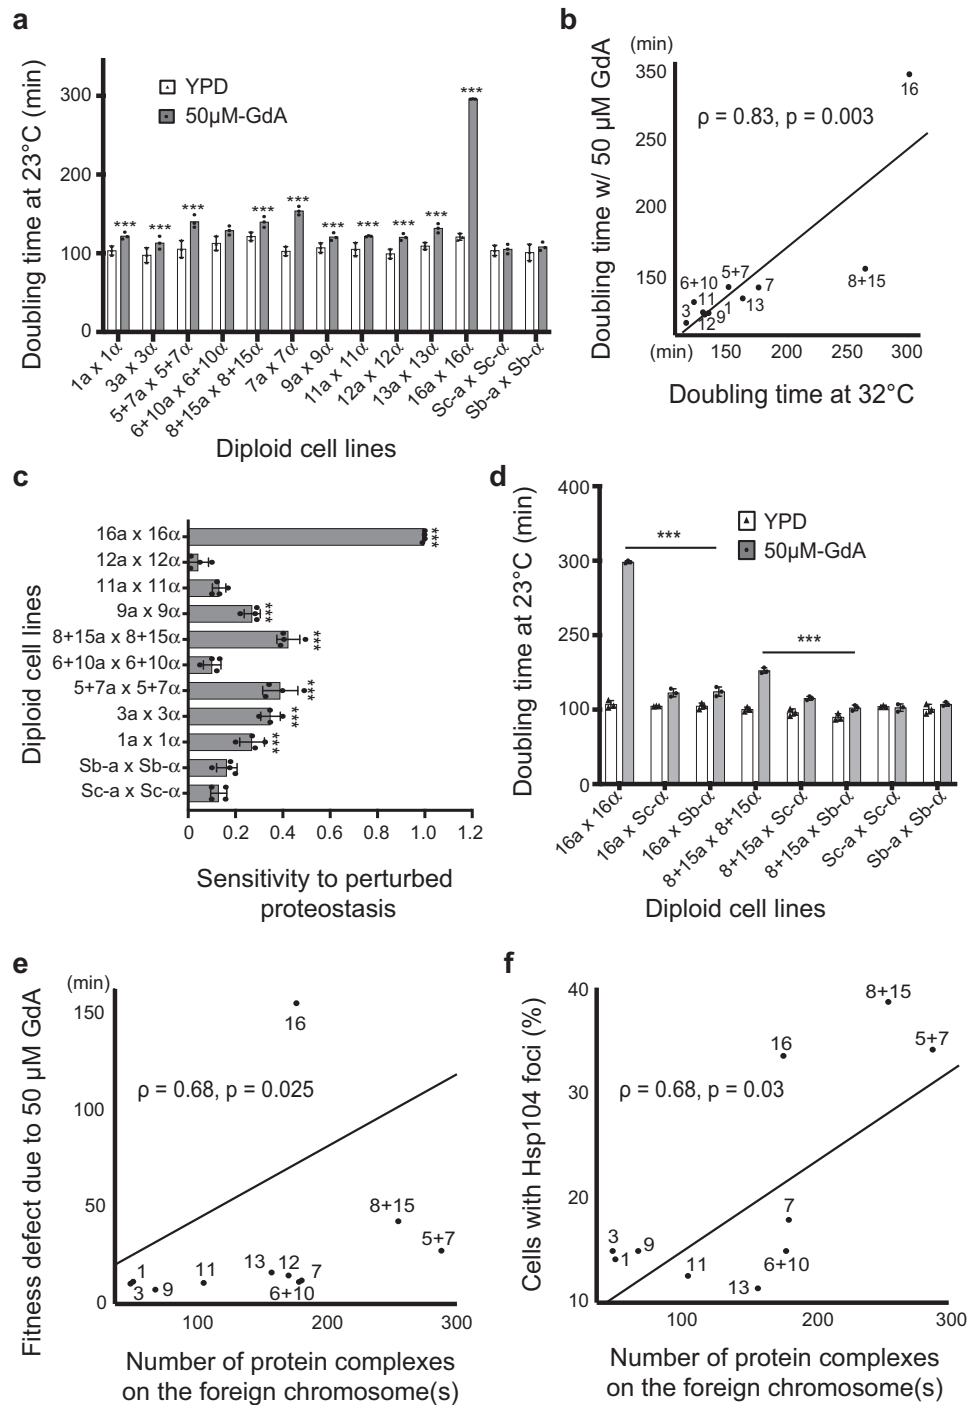 a
Doubling time at 23°C (min)
300
200
100
0
YPD
50µM-GdA
***
***
***
***
***
***
***
***
***
***
1a x 1α
3a x 3α
5+7a x 5+7α
6+10a x 6+10α
8+15a x 8+15α
7a x 7α
9a x 9α
11a x 11α
12a x 12α
13a x 13α
16a x 16α
Sc-a x Sc-α
Sb-a x Sb-α
Diploid cell lines
b
Doubling time w/ 50 µM GdA
(min)
350
250
200
150
ρ = 0.83, p = 0.003
16
8+15
5+7
7
6+10
11
13
3
12
9
1
(min)
150
200
250
300
Doubling time at 32°C
c
Diploid cell lines
16a x 16α
12a x 12α
11a x 11α
9a x 9α
8+15a x 8+15α
6+10a x 6+10α
5+7a x 5+7α
3a x 3α
1a x 1α
Sb-a x Sb-α
Sc-a x Sc-α
***
***
***
***
***
***
0
0.2
0.4
0.6
0.8
1.0
1.2
Sensitivity to perturbed
proteostasis
d
Doubling time at 23°C (min)
400
300
250
100
0
YPD
50µM-GdA
***
***
16a x 16α
16a x Sc-α
16a x Sb-α
8+15a x 8+15α
8+15a x Sc-α
8+15a x Sb-α
Sc-a x Sc-α
Sb-a x Sb-α
Diploid cell lines
e
Fitness defect due to 50 µM GdA
(min)
150
100
50
0
16
ρ = 0.68, p = 0.025
8+15
5+7
1
3
9
11
13
12
7
6+10
100
200
300
Number of protein complexes
on the foreign chromosome(s)
f
Cells with Hsp104 foci (%)
40
30
20
10
8+15
5+7
16
ρ = 0.68, p = 0.03
3
1
9
11
7
6+10
13
100
200
300
Number of protein complexes
on the foreign chromosome(s)